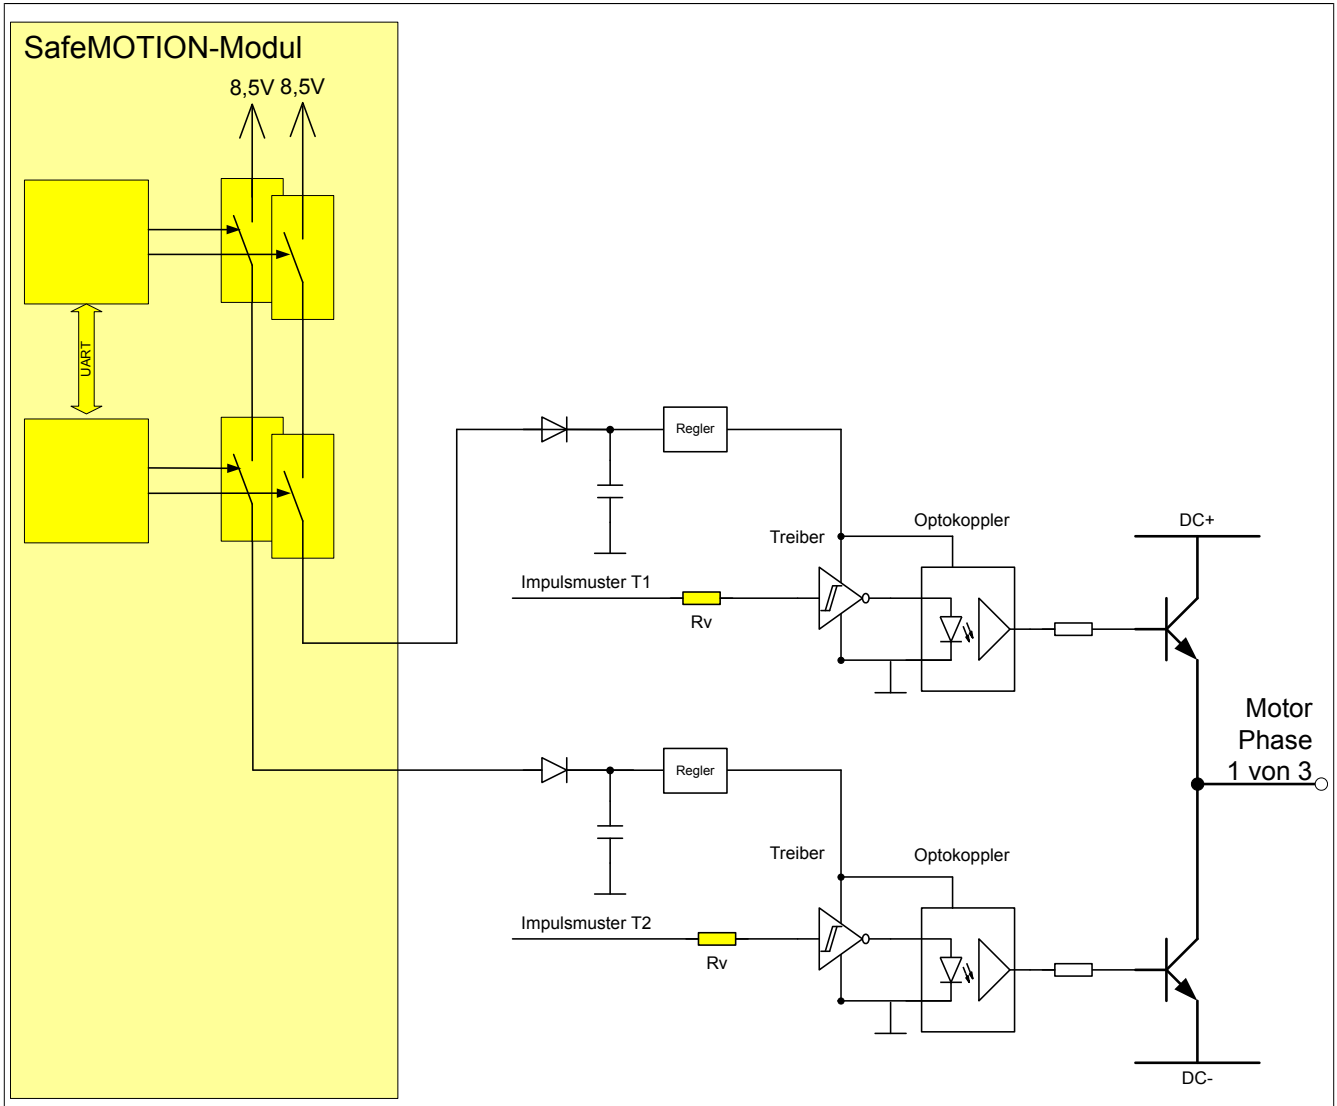 SafeMOTION-Modul
8,5V 8,5V
UART
Regler
Treiber
Optokoppler
DC+
Impulsmuster T1
Rv
Motor
Phase
1 von 3
Regler
Treiber
Optokoppler
Impulsmuster T2
Rv
DC-